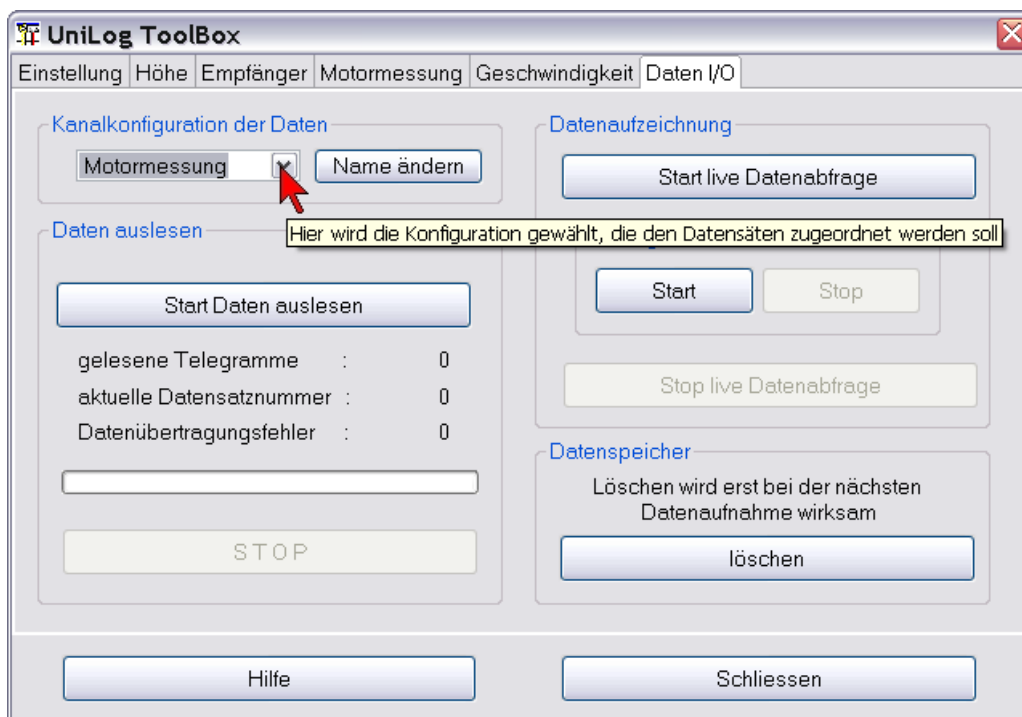 UniLog ToolBox
Einstellung Höhe Empfänger Motormessung Geschwindigkeit Daten I/O
Kanalkonfiguration der Daten
Motormessung
Name ändern
Daten auslesen
Start Daten auslesen
gelesene Telegramme : 0
aktuelle Datensatznummer : 0
Datenübertragungsfehler : 0
STOP
Datenaufzeichnung
Start live Datenabfrage
Hier wird die Konfiguration gewählt, die den Datensäten zugeordnet werden soll
Start
Stop
Stop live Datenabfrage
Datenspeicher
Löschen wird erst bei der nächsten
Datenaufnahme wirksam
löschen
Hilfe
Schliessen